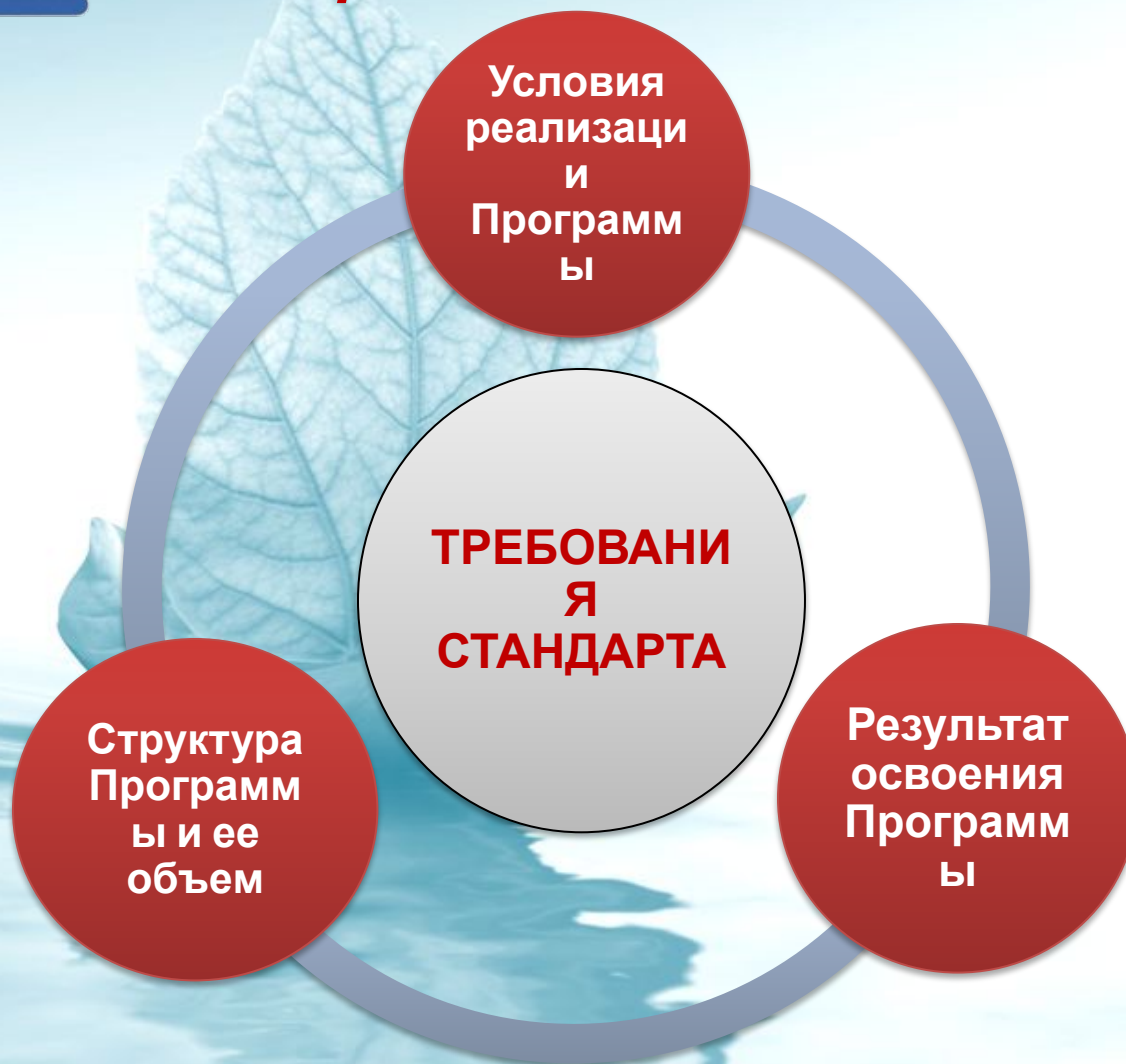 Условия
реализаци
и
Программ
ы
ТРЕБОВАНИ
Я
СТАНДАРТА
Структура
Программ
ы и ее
объем
Результат
освоения
Программ
ы